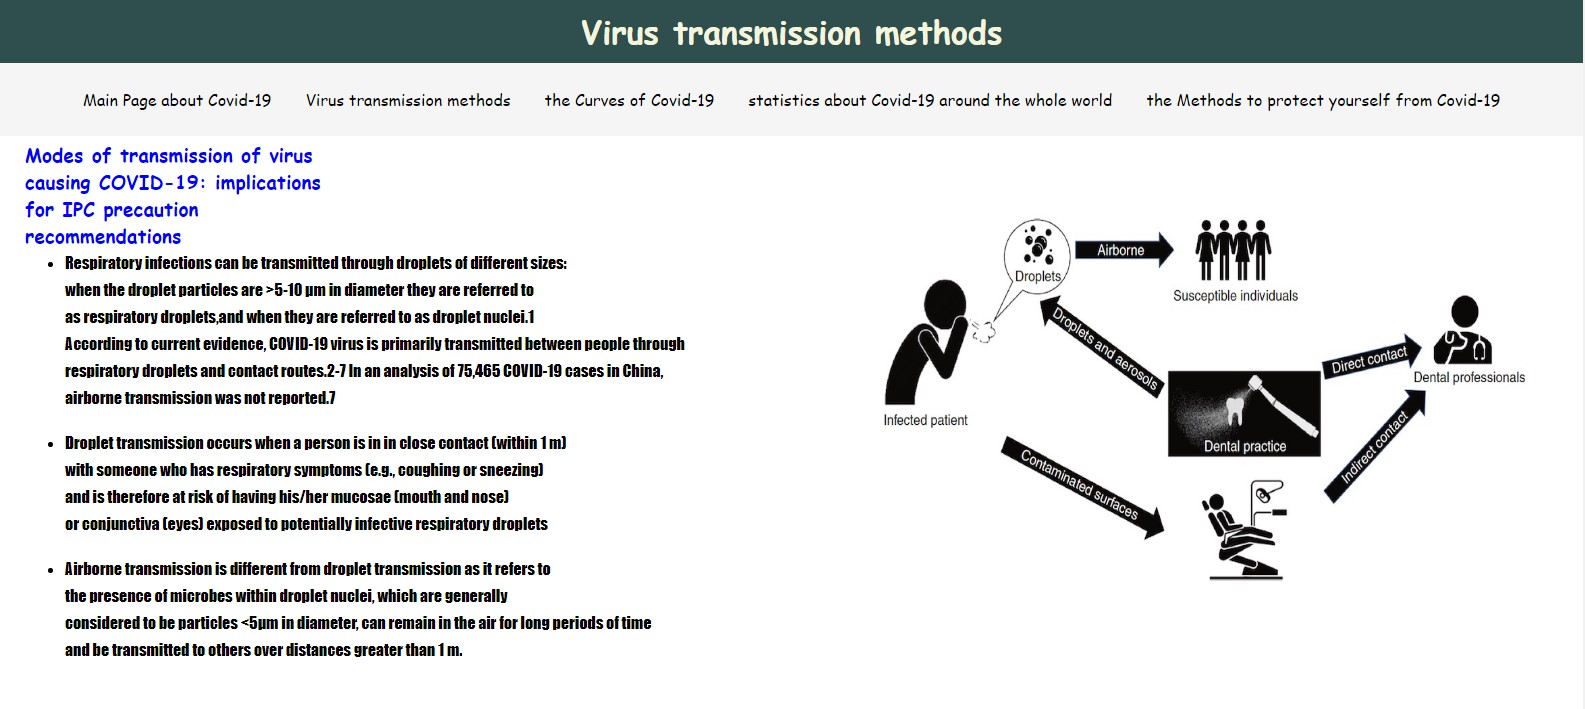 Virus transmission methods
Main Page about Covid-19 Virus transmission methods the Curves of Covid-19 statistics about Covid-19 around the whole world the Methods to protect yourself from Covid-19
Modes of transmission of virus
causing COVID-19: implications
for IPC precaution
recommendations
Respiratory infections can be transmitted through droplets of different sizes:
when the droplet particles are >5-10 μm in diameter they are referred to
as respiratory droplets,and when they are referred to as droplet nuclei.1
According to current evidence, COVID-19 virus is primarily transmitted between people through
respiratory droplets and contact routes.2-7 In an analysis of 75,465 COVID-19 cases in China,
airborne transmission was not reported.7
Droplet transmission occurs when a person is in in close contact (within 1 m)
with someone who has respiratory symptoms (e.g., coughing or sneezing)
and is therefore at risk of having his/her mucosae (mouth and nose)
or conjunctiva (eyes) exposed to potentially infective respiratory droplets
Airborne transmission is different from droplet transmission as it refers to
the presence of microbes within droplet nuclei, which are generally
considered to be particles <5μm in diameter, can remain in the air for long periods of time
and be transmitted to others over distances greater than 1 m.
Droplets
Airborne
Susceptible individuals
Infected patient
Droplets and aerosols
Dental practice
Direct contact
Dental professionals
Contaminated surfaces
Indirect contact